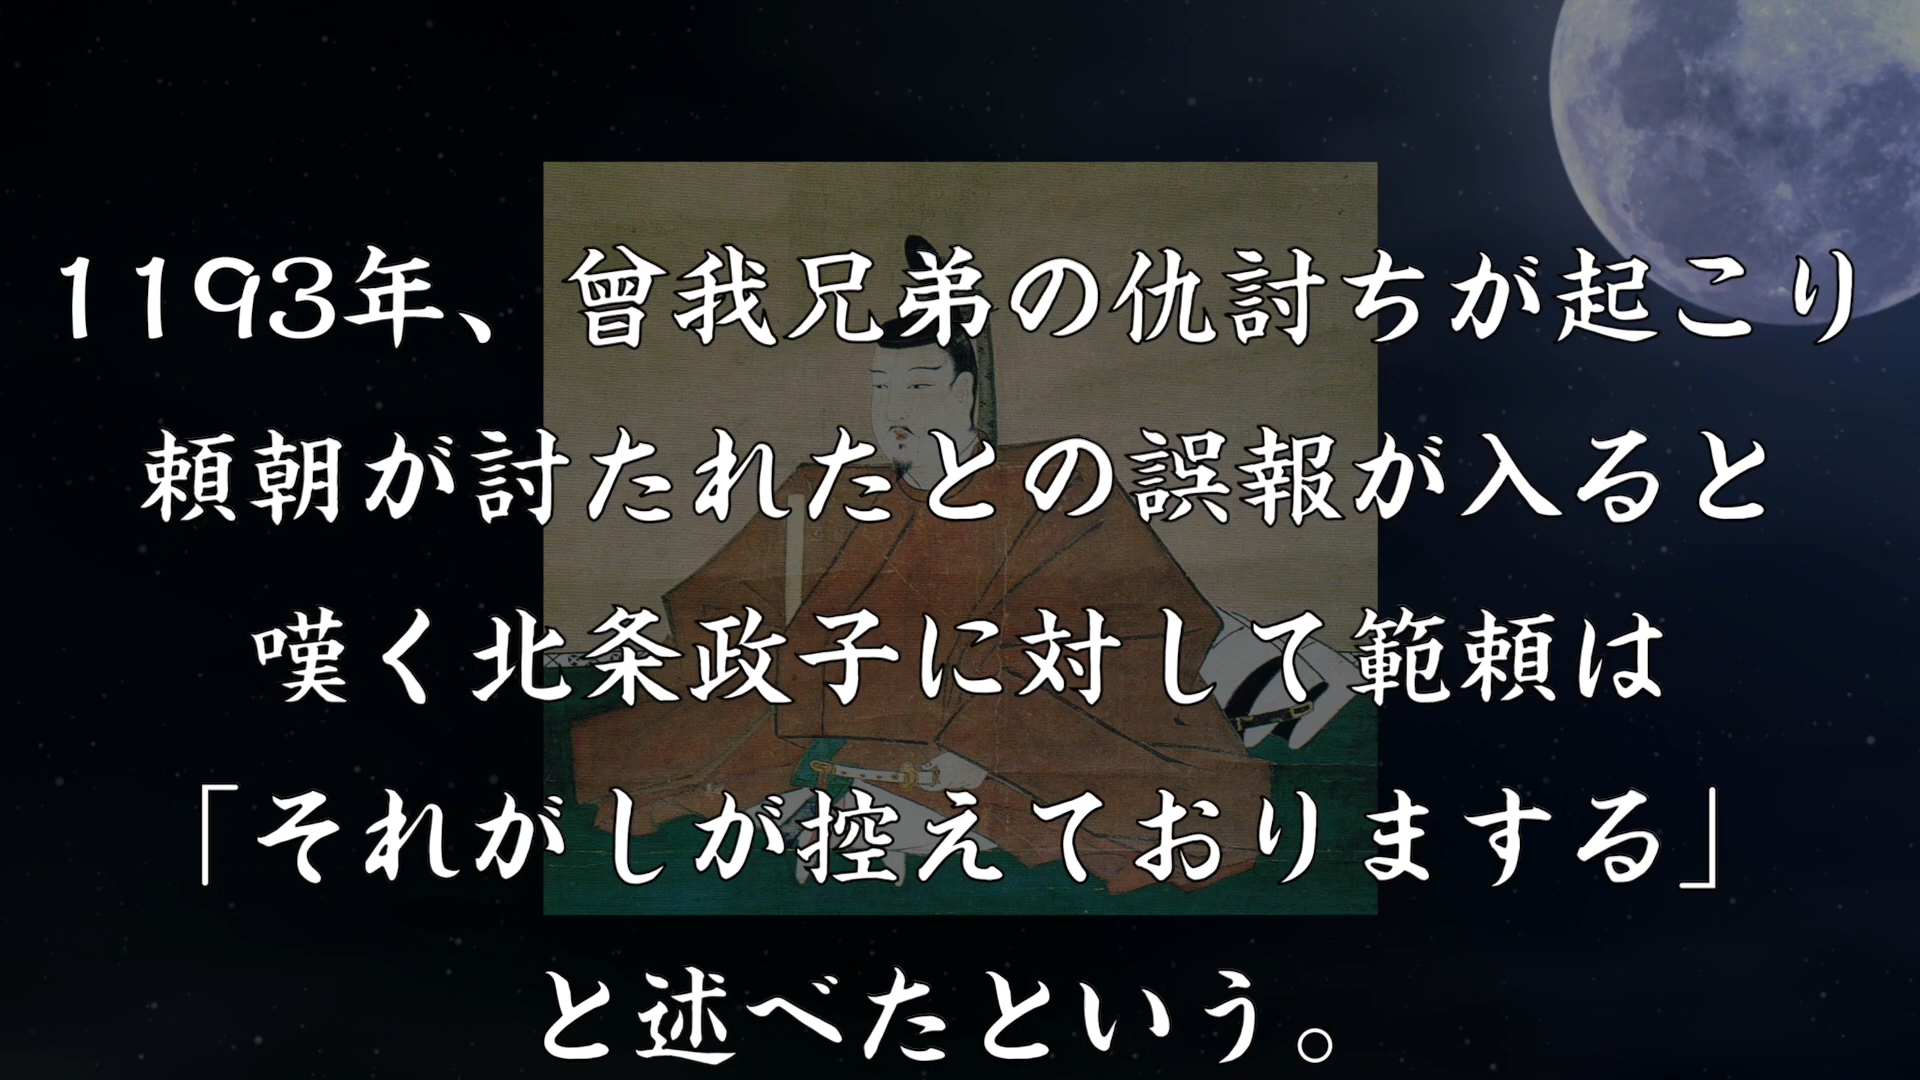 1193年、曾我兄弟の仇討ちが起こり
頼朝が討たれたとの誤報が入ると
嘆く北条政子に対して範頼は
「それがしが控えておりまする」
と述べたという。